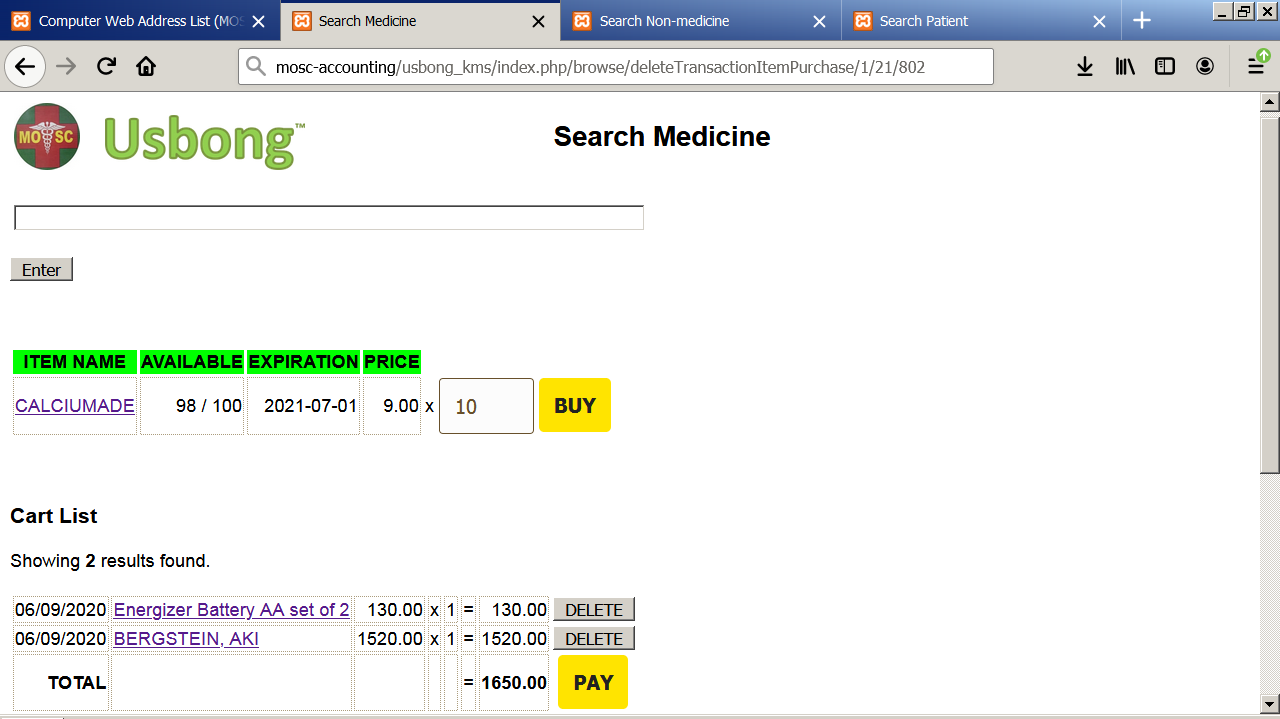 Computer Web Address List (MOS
Search Medicine
Search Non-medicine
Search Patient
mosc-accounting/usbong_kms/index.php/browse/deleteTransactionItemPurchase/1/21/802
MOSC
Usbong™
Search Medicine
Enter
ITEM NAME AVAILABLE EXPIRATION PRICE
CALCIUMADE 98 / 100 2021-07-01 9.00 x 10 BUY
Cart List
Showing 2 results found.
06/09/2020 Energizer Battery AA set of 2 130.00 x 1 = 130.00 DELETE
06/09/2020 BERGSTEIN, AKI 1520.00 x 1 = 1520.00 DELETE
TOTAL = 1650.00 PAY